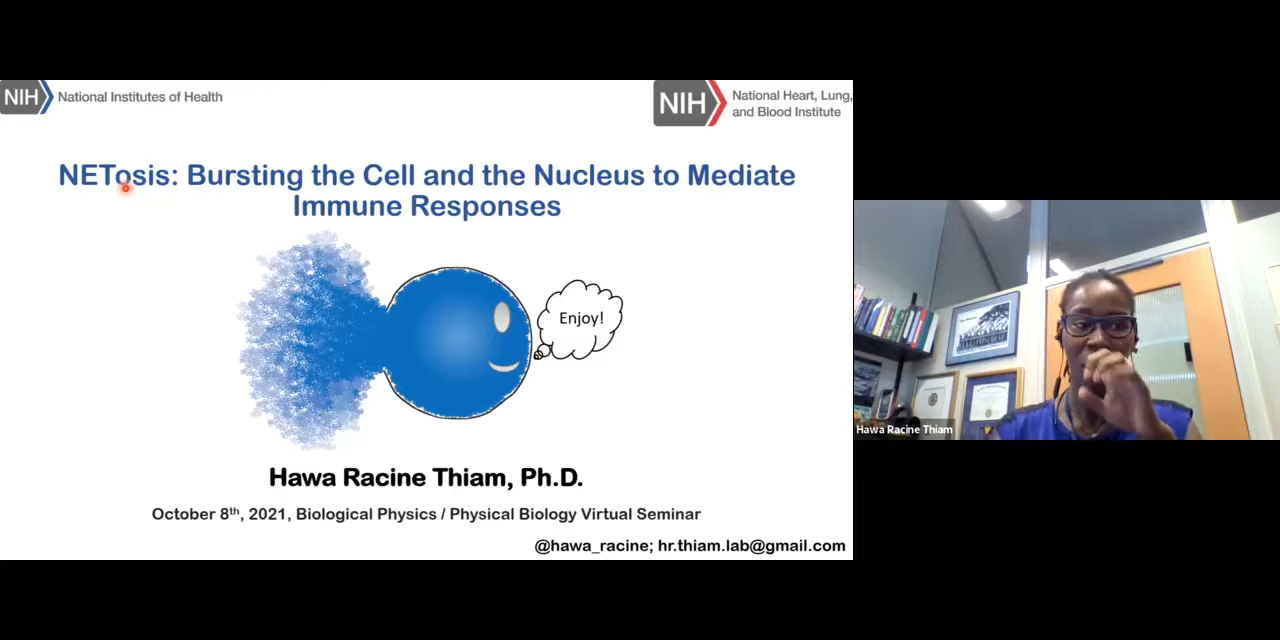 NIH National Institutes of Health
NIH National Heart, Lung,
and Blood Institute
NETosis: Bursting the Cell and the Nucleus to Mediate
Immune Responses
Enjoy!
Hawa Racine Thiam, Ph.D.
October 8th, 2021, Biological Physics / Physical Biology Virtual Seminar
@hawa_racine; hr.thiam.lab@gmail.com
Hawa Racine Thiam